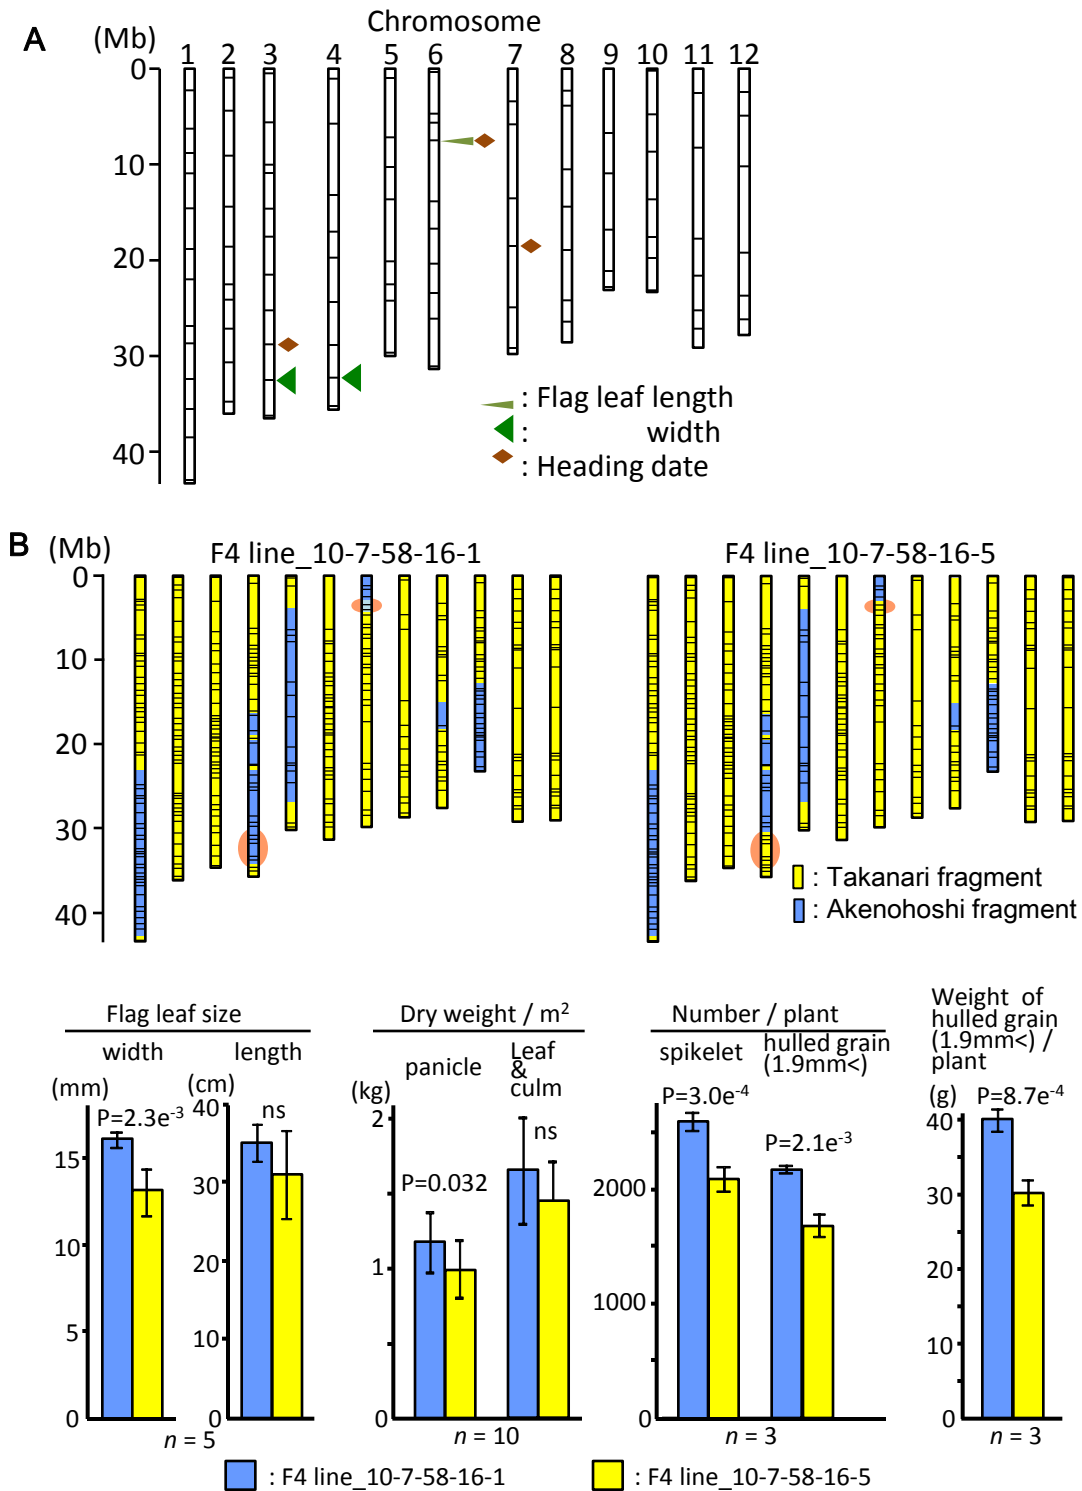 A
(Mb)
Chromosome
1 2 3 4 5 6 7 8 9 10 11 12
0
10
20
30
40
: Flag leaf length
: width
: Heading date
B
(Mb)
F4 line_10-7-58-16-1
F4 line_10-7-58-16-5
0
10
20
30
40
: Takanari fragment
: Akenohoshi fragment
Flag leaf size
width
length
(mm)
(cm)
P=2.3e-3
ns
15
10
5
0
40
30
20
10
0
n = 5
Dry weight / m2
panicle
Leaf
&
culm
(kg)
P=0.032
ns
2
1
0
n = 10
Number / plant
spikelet
hulled grain
(1.9mm<)
P=3.0e-4
P=2.1e-3
2000
1000
0
n = 3
Weight of
hulled grain
(1.9mm<) /
plant
(g)
P=8.7e-4
40
30
20
10
0
n = 3
: F4 line_10-7-58-16-1
: F4 line_10-7-58-16-5